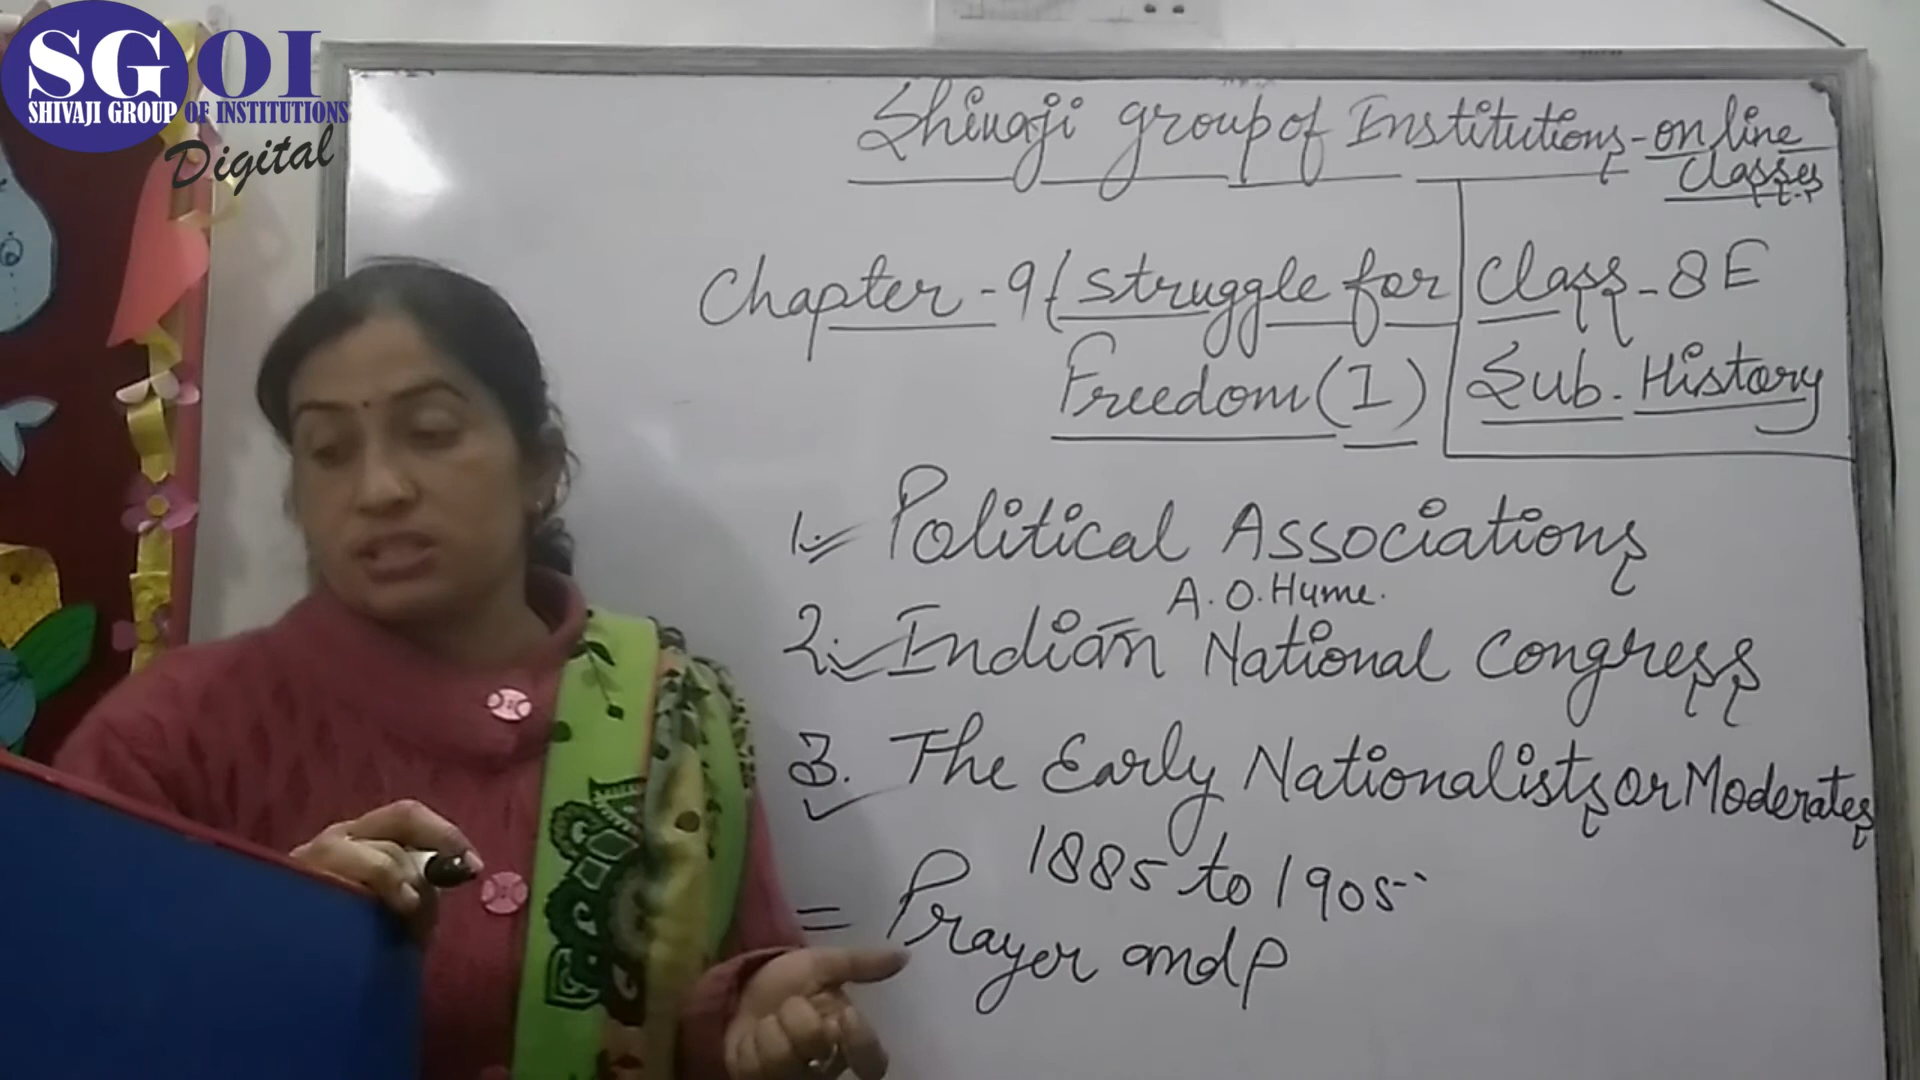 SGOI
SHIVAJI GROUP OF INSTITUTIONS
Digital
Shivaji group of Institutions - on line
Classes
Chapter - 9 ( Struggle for
Freedom (I)
Class - 8 E
Sub. History
1. Political Associations
A. O. Hume.
2. Indian National Congress
3. The Early Nationalists or Moderates
1885 to 1905
= Prayer and P